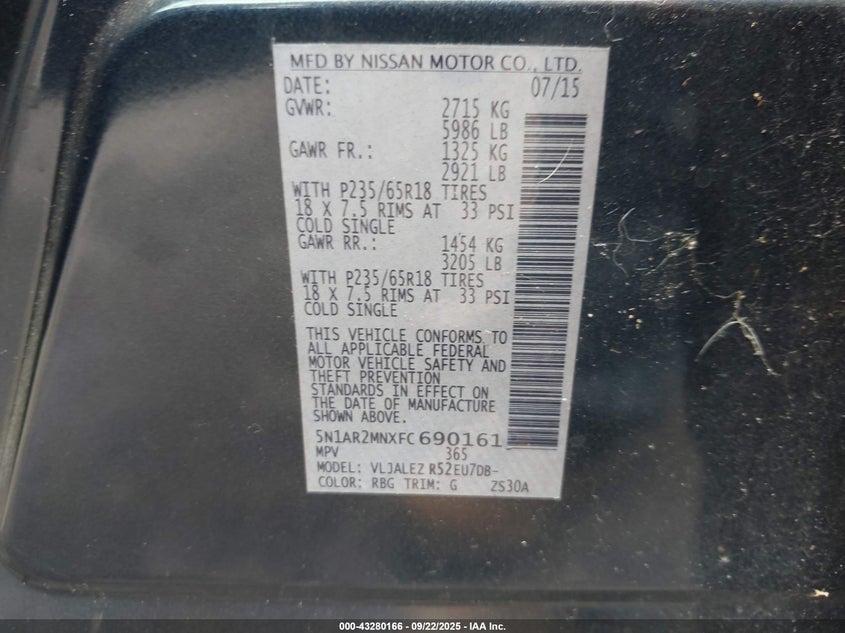 MFD BY NISSAN MOTOR CO., LTD.
DATE: 07/15
GVWR: 2715 KG
5986 LB
GAWR FR.: 1325 KG
2921 LB
WITH P235/65R18 TIRES
18 X 7.5 RIMS AT 33 PSI
COLD SINGLE
GAWR RR.: 1454 KG
3205 LB
WITH P235/65R18 TIRES
18 X 7.5 RIMS AT 33 PSI
COLD SINGLE
THIS VEHICLE CONFORMS TO
ALL APPLICABLE FEDERAL
MOTOR VEHICLE SAFETY AND
THEFT PREVENTION
STANDARDS IN EFFECT ON
THE DATE OF MANUFACTURE
SHOWN ABOVE.
5N1AR2MNXFC690161
MPV 365
MODEL: VLJALEZ R52EU7DB-
COLOR: RBG TRIM: G ZS30A
000-43280166 - 09/22/2025 - IAA Inc.